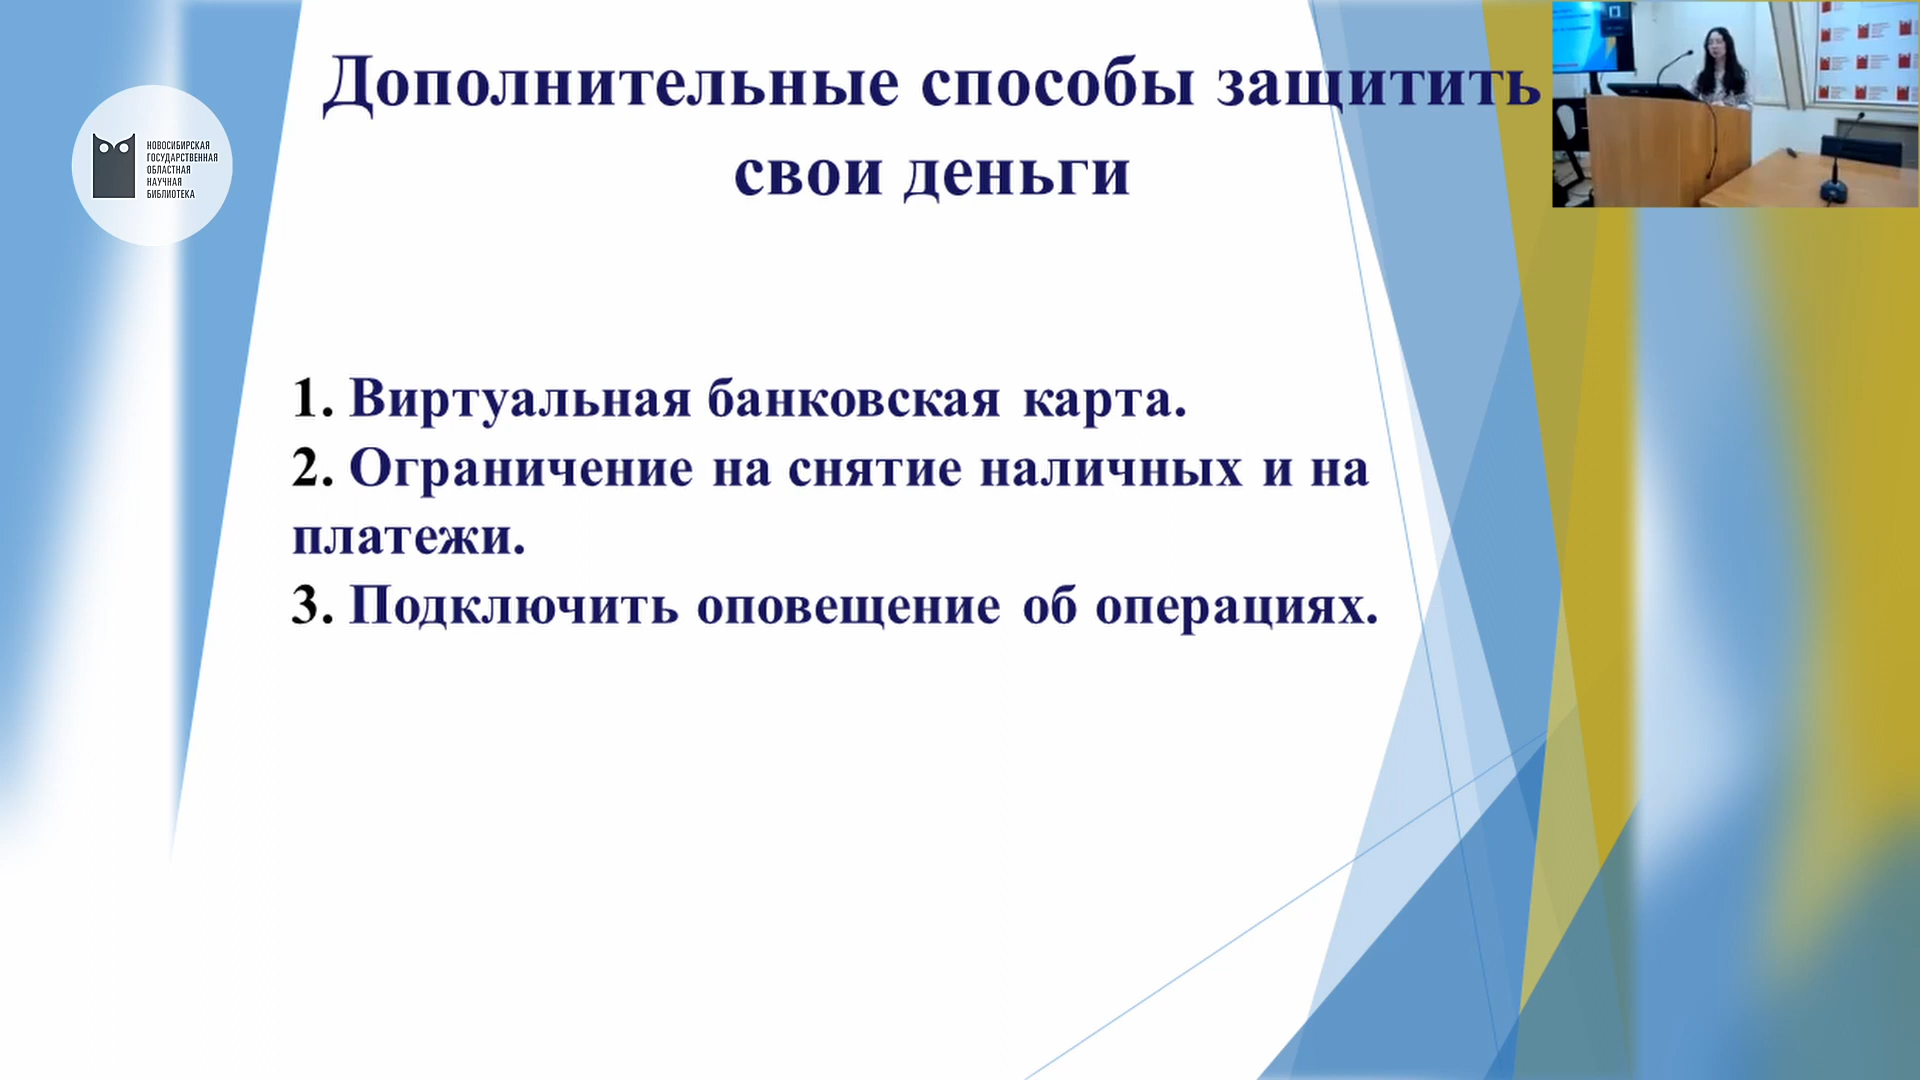 Дополнительные способы защитить
свои деньги
НОВОСИБИРСКАЯ
ГОСУДАРСТВЕННАЯ
ОБЛАСТНАЯ
НАУЧНАЯ
БИБЛИОТЕКА
1. Виртуальная банковская карта.
2. Ограничение на снятие наличных и на
платежи.
3. Подключить оповещение об операциях.